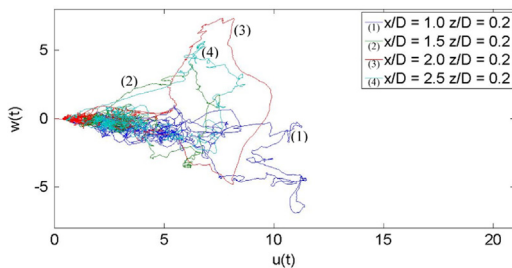 (1) x/D = 1.0 z/D = 0.2
(2) x/D = 1.5 z/D = 0.2
(3) x/D = 2.0 z/D = 0.2
(4) x/D = 2.5 z/D = 0.2
(3)
(4)
(2)
(1)
w(t)
5
0
-5
0 5 10 15 20
u(t)